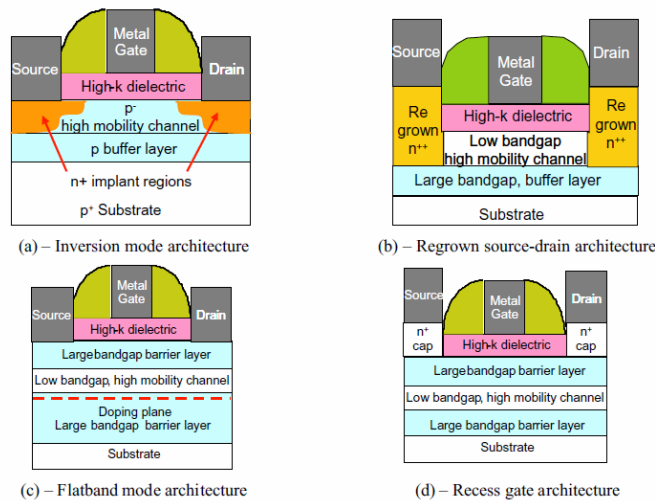 Source
Metal
Gate
Drain
High-k dielectric
p-
high mobility channel
p buffer layer
n+ implant regions
p+ Substrate
(a) – Inversion mode architecture
Source
Metal
Gate
Drain
High-k dielectric
Re
grown
n++
Low bandgap
high mobility channel
Re
grown
n++
Large bandgap, buffer layer
Substrate
(b) – Regrown source-drain architecture
Source
Metal
Gate
Drain
High-k dielectric
Large bandgap barrier layer
Low bandgap, high mobility channel
Doping plane
Large bandgap barrier layer
Substrate
(c) – Flatband mode architecture
Source
Metal
Gate
Drain
n+
cap
High-k dielectric
n+
cap
Large bandgap barrier layer
Low bandgap, high mobility channel
Large bandgap barrier layer
Substrate
(d) – Recess gate architecture